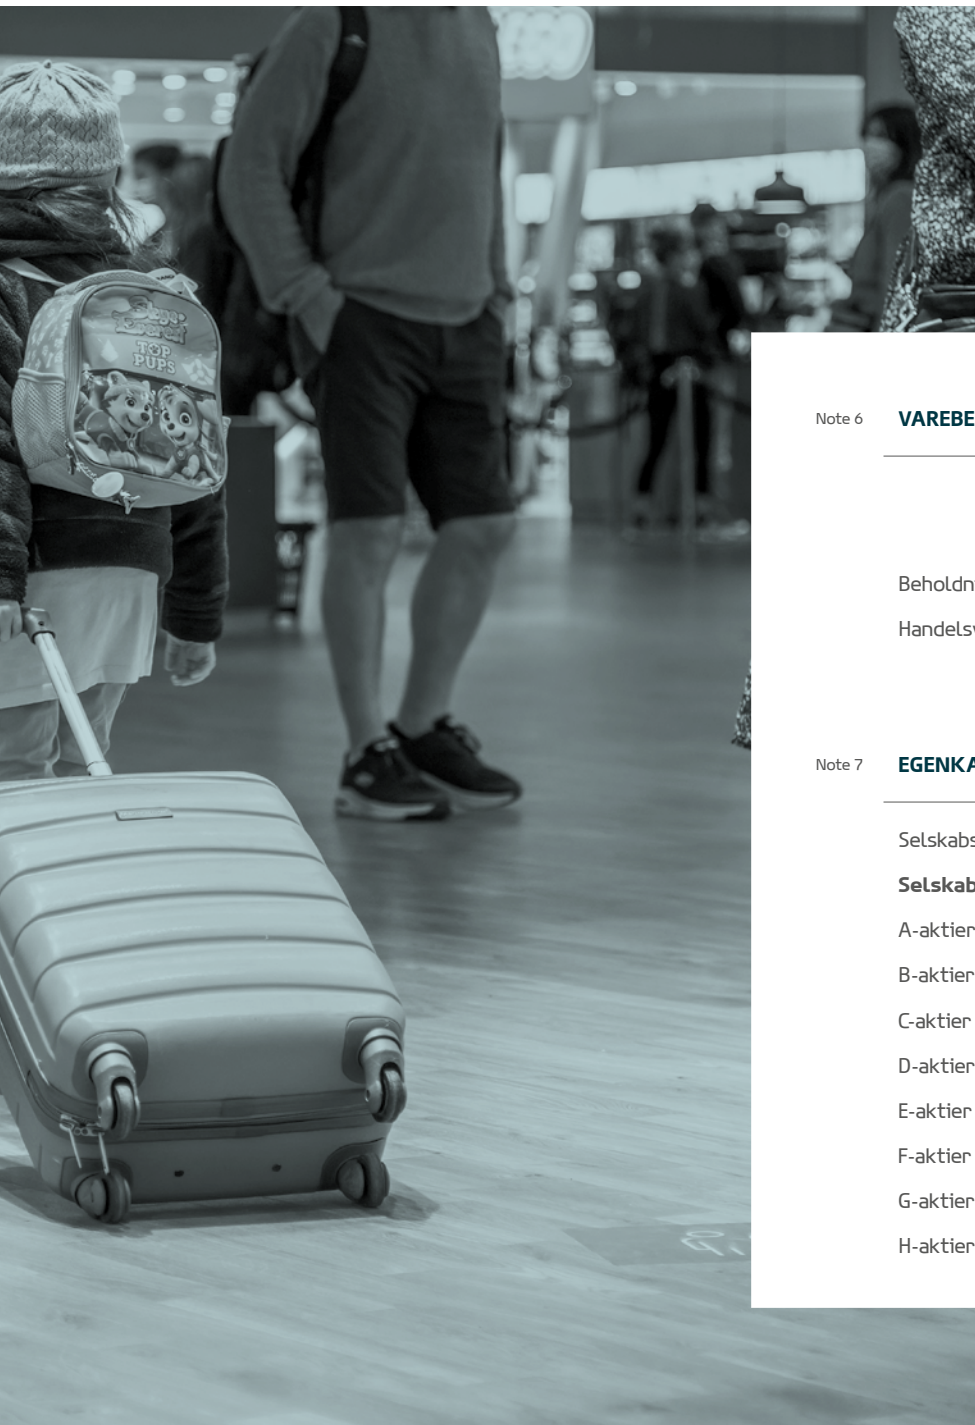 TOP
PUPS
Note 6 VAREBE
Beholdn
Handelsv
Note 7 EGENKA
Selskabs
Selskab
A-aktier
B-aktier
C-aktier
D-aktier
E-aktier
F-aktier
G-aktier
H-aktier